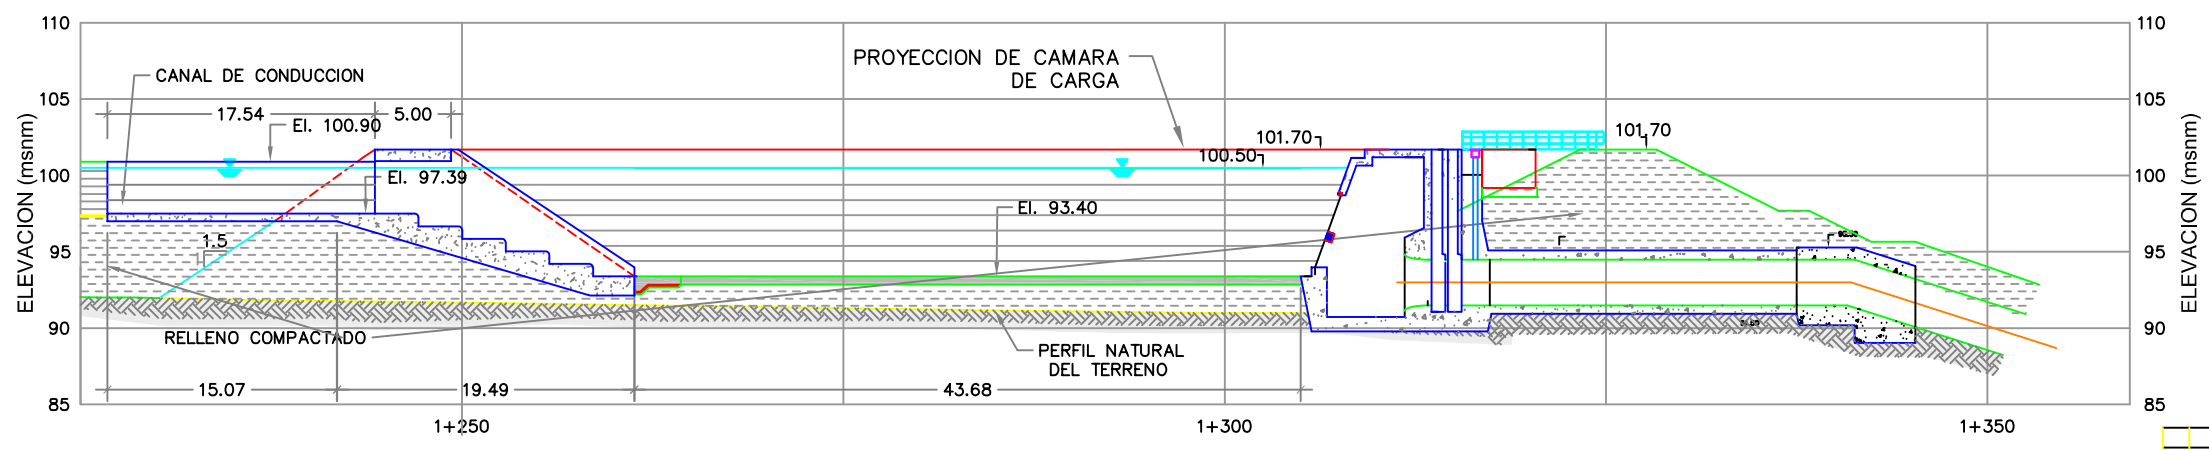 110
110
PROYECCION DE CAMARA
DE CARGA
CANAL DE CONDUCCION
105
105
17.54
5.00
El. 100.90
101.70
101.70
100.50
100
100
El. 97.39
El. 93.40
1.5
95
95
90
90
RELLENO COMPACTADO
PERFIL NATURAL
DEL TERRENO
15.07
19.49
43.68
85
85
1+250
1+300
1+350
ELEVACION (msnm)
ELEVACION (msnm)